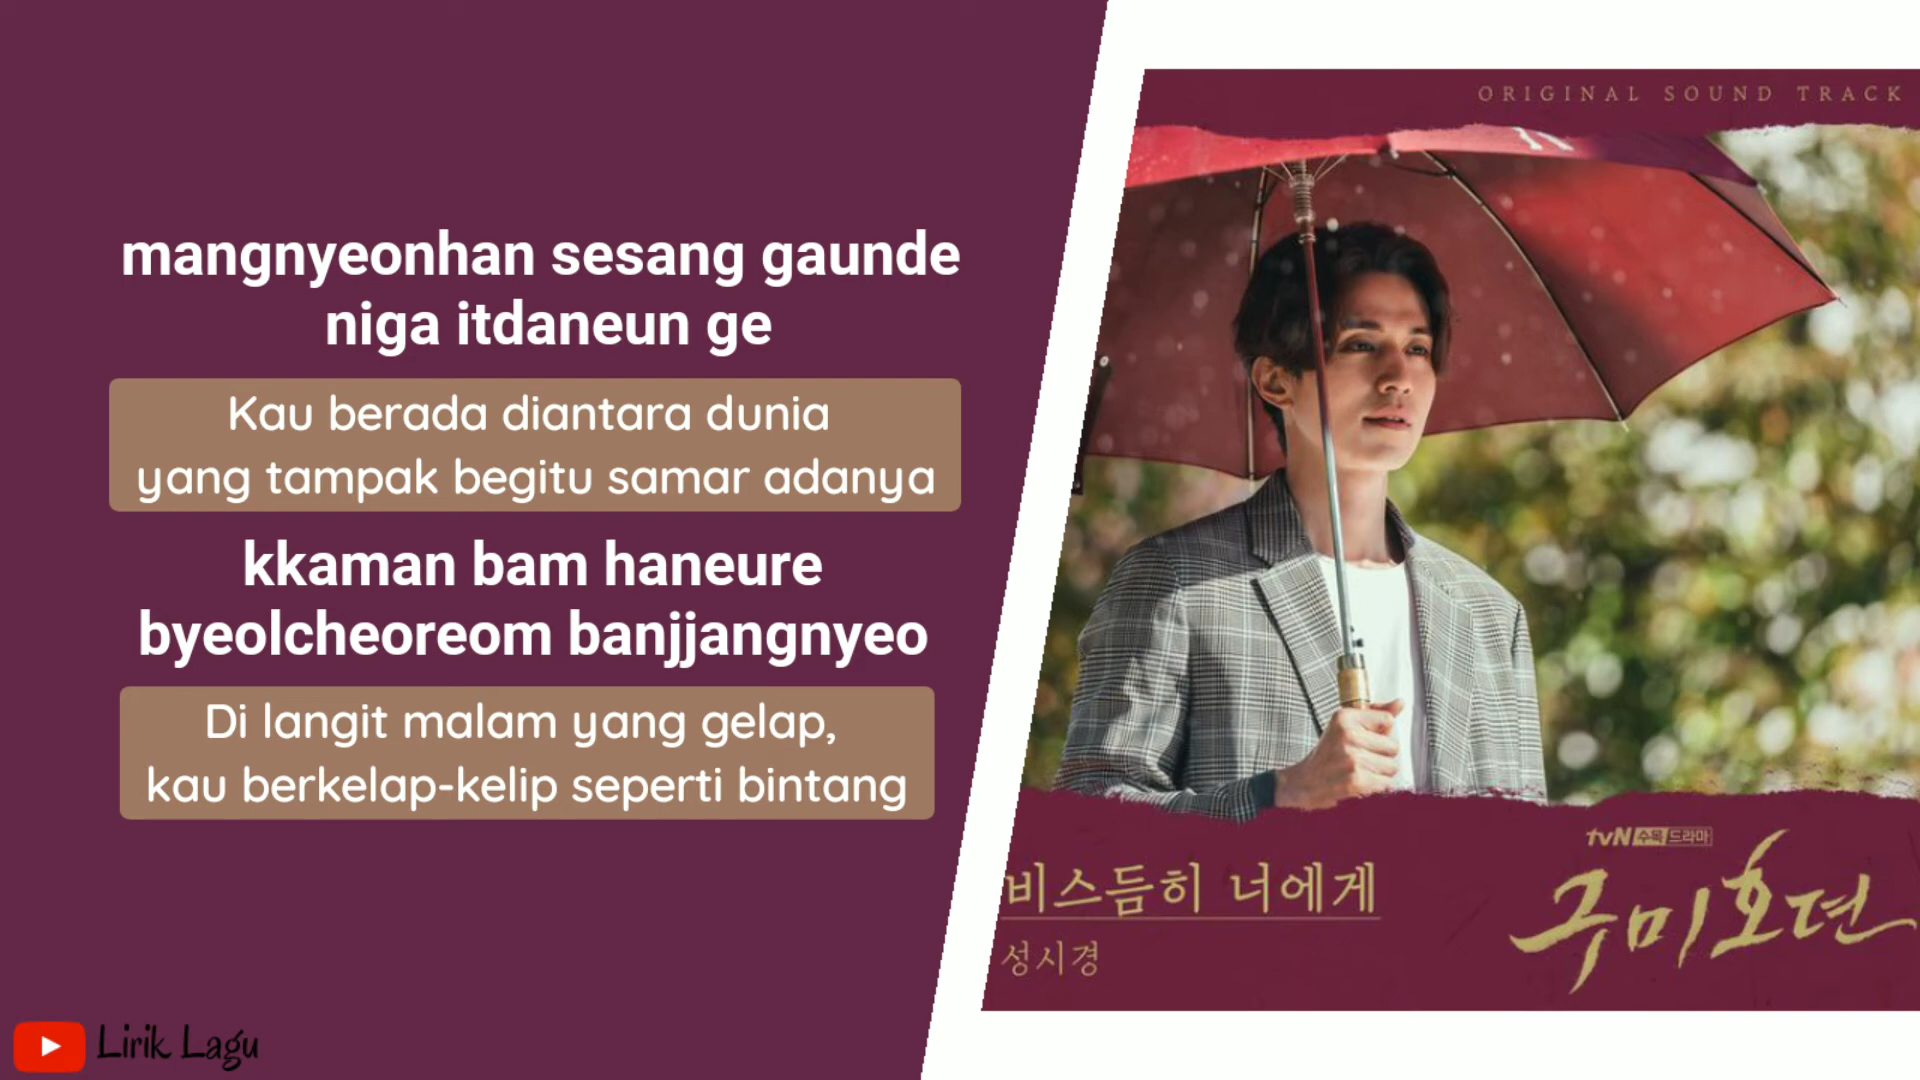 mangnyeonhan sesang gaunde
niga itdaneun ge
Kau berada diantara dunia
yang tampak begitu samar adanya
kkaman bam haneure
byeolcheoreom banjjangnyeo
Di langit malam yang gelap,
kau berkelap-kelip seperti bintang
Lirik Lagu
ORIGINAL SOUND TRACK
비스듬히 너에게
성시경
tvN 수목드라마
구미호뎐